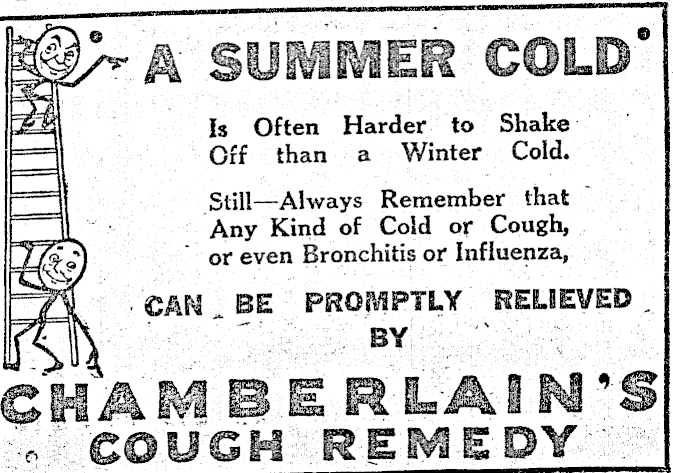 A SUMMER COLD
Is Often Harder to Shake
Off than a Winter Cold.
Still—Always Remember that
Any Kind of Cold or Cough,
or even Bronchitis or Influenza,
CAN BE PROMPTLY RELIEVED
BY
CHAMBERLAIN'S
COUGH REMEDY